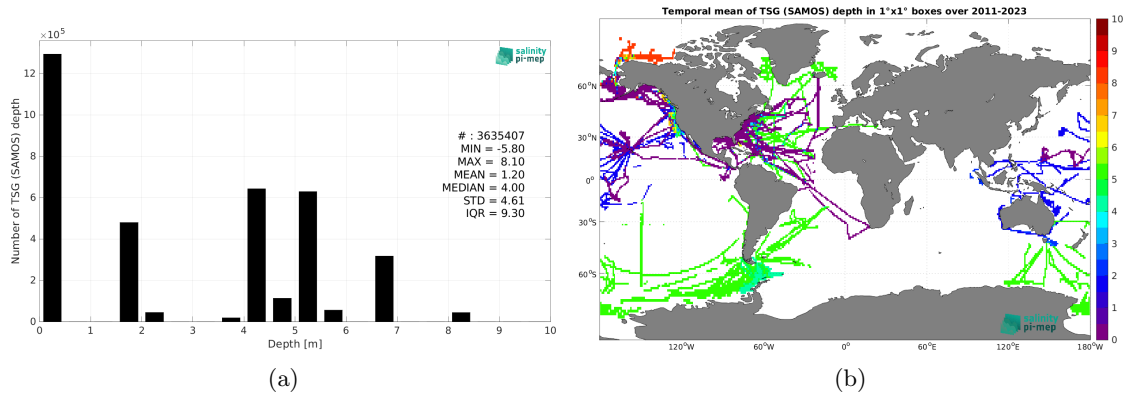 ×10⁵
12
10
8
6
4
2
0
Number of TSG (SAMOS) depth
salinity
pi-mep
# : 3635407
MIN = -5.80
MAX = 8.10
MEAN = 1.20
MEDIAN = 4.00
STD = 4.61
IQR = 9.30
0 1 2 3 4 5 6 7 8 9 10
Depth [m]
(a)
Temporal mean of TSG (SAMOS) depth in 1°x1° boxes over 2011-2023
60°N
30°N
0°
30°S
60°S
120°W 60°W 0° 60°E 120°E 180°W
salinity
pi-mep
10
9
8
7
6
5
4
3
2
1
0
(b)